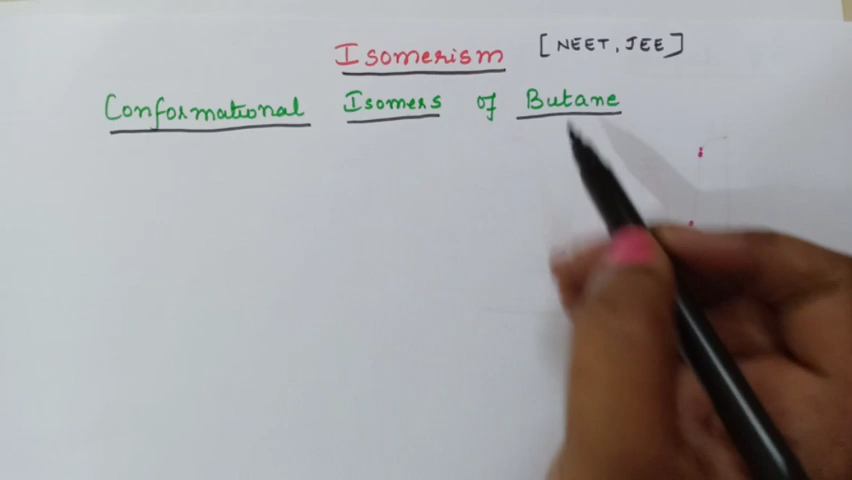 Isomerism [NEET, JEE]
Conformational Isomers of Butane